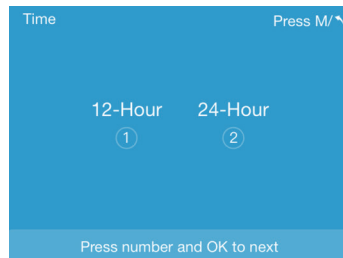 Time
Press M/
12-Hour
24-Hour
1
2
Press number and OK to next